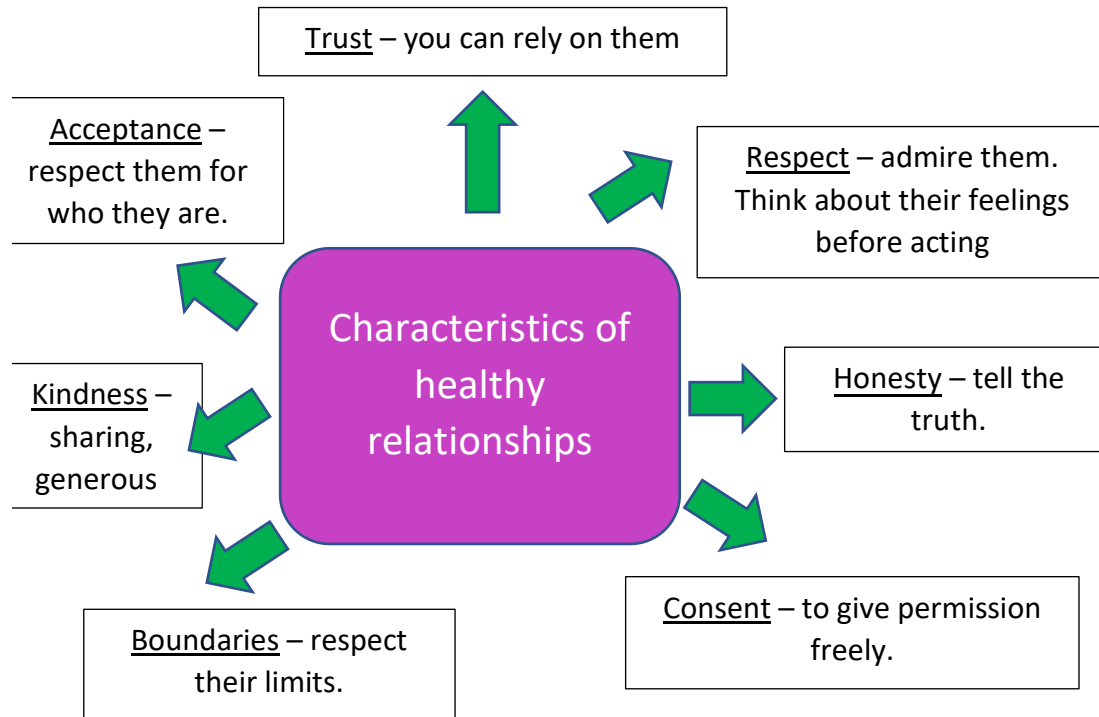 Trust – you can rely on them
Acceptance –
respect them for
who they are.
Respect – admire them.
Think about their feelings
before acting
Characteristics of
healthy
relationships
Kindness –
sharing,
generous
Honesty – tell the
truth.
Boundaries – respect
their limits.
Consent – to give permission
freely.